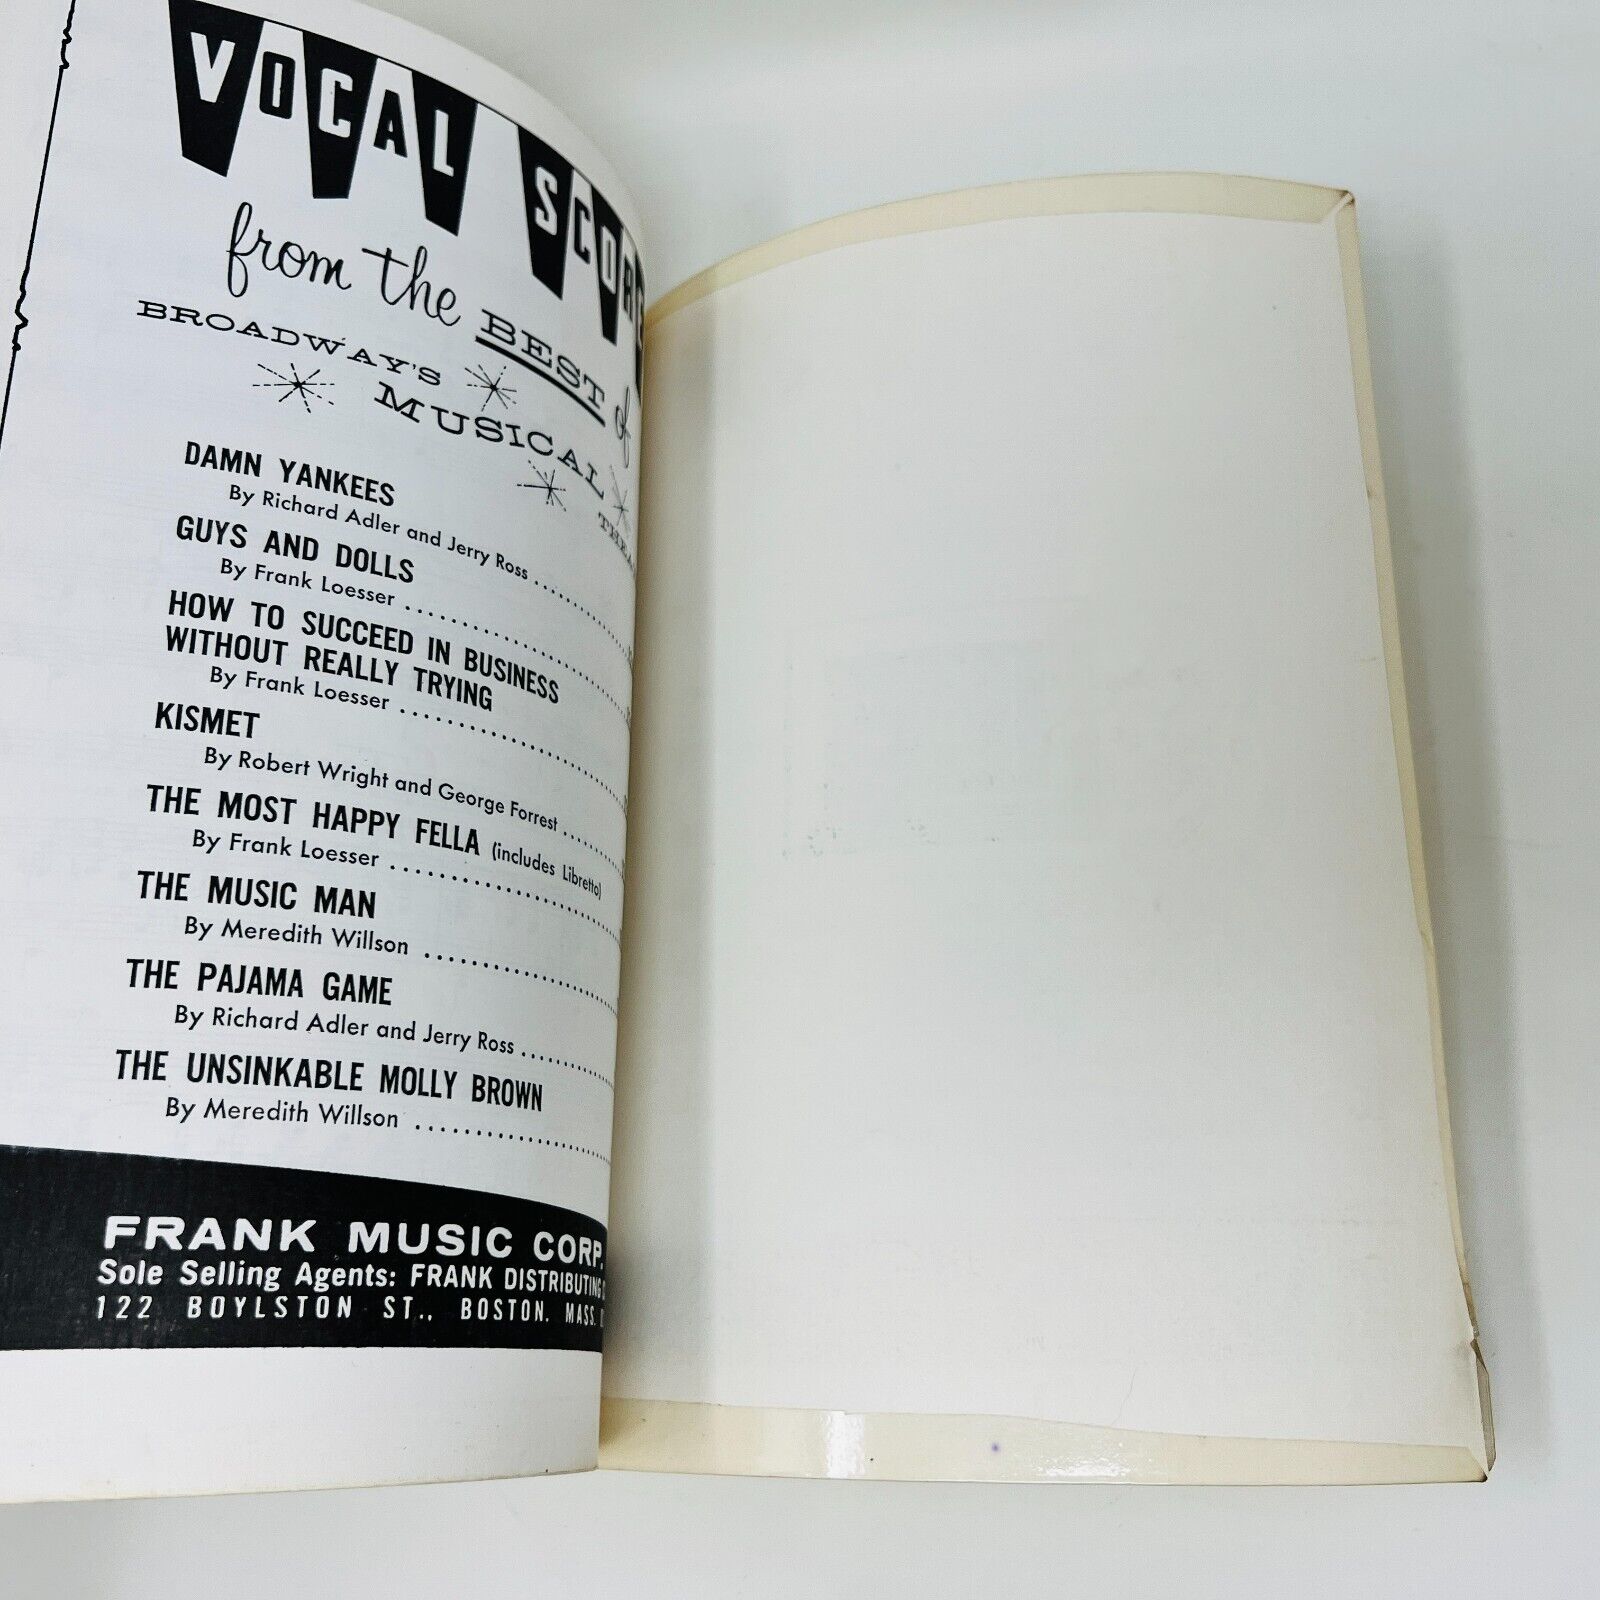 VOCAL SCORE
from the BEST of
BROADWAY'S
MUSICAL
DAMN YANKEES
By Richard Adler and Jerry Ross ..........
GUYS AND DOLLS
By Frank Loesser ....................
HOW TO SUCCEED IN BUSINESS
WITHOUT REALLY TRYING
By Frank Loesser ....................
KISMET
By Robert Wright and George Forrest ......
THE MOST HAPPY FELLA (includes Libretto)
By Frank Loesser ....................
THE MUSIC MAN
By Meredith Willson ..................
THE PAJAMA GAME
By Richard Adler and Jerry Ross ..........
THE UNSINKABLE MOLLY BROWN
By Meredith Willson ..................
FRANK MUSIC CORP.
Sole Selling Agents: FRANK DISTRIBUTING
122 BOYLSTON ST., BOSTON, MASS.